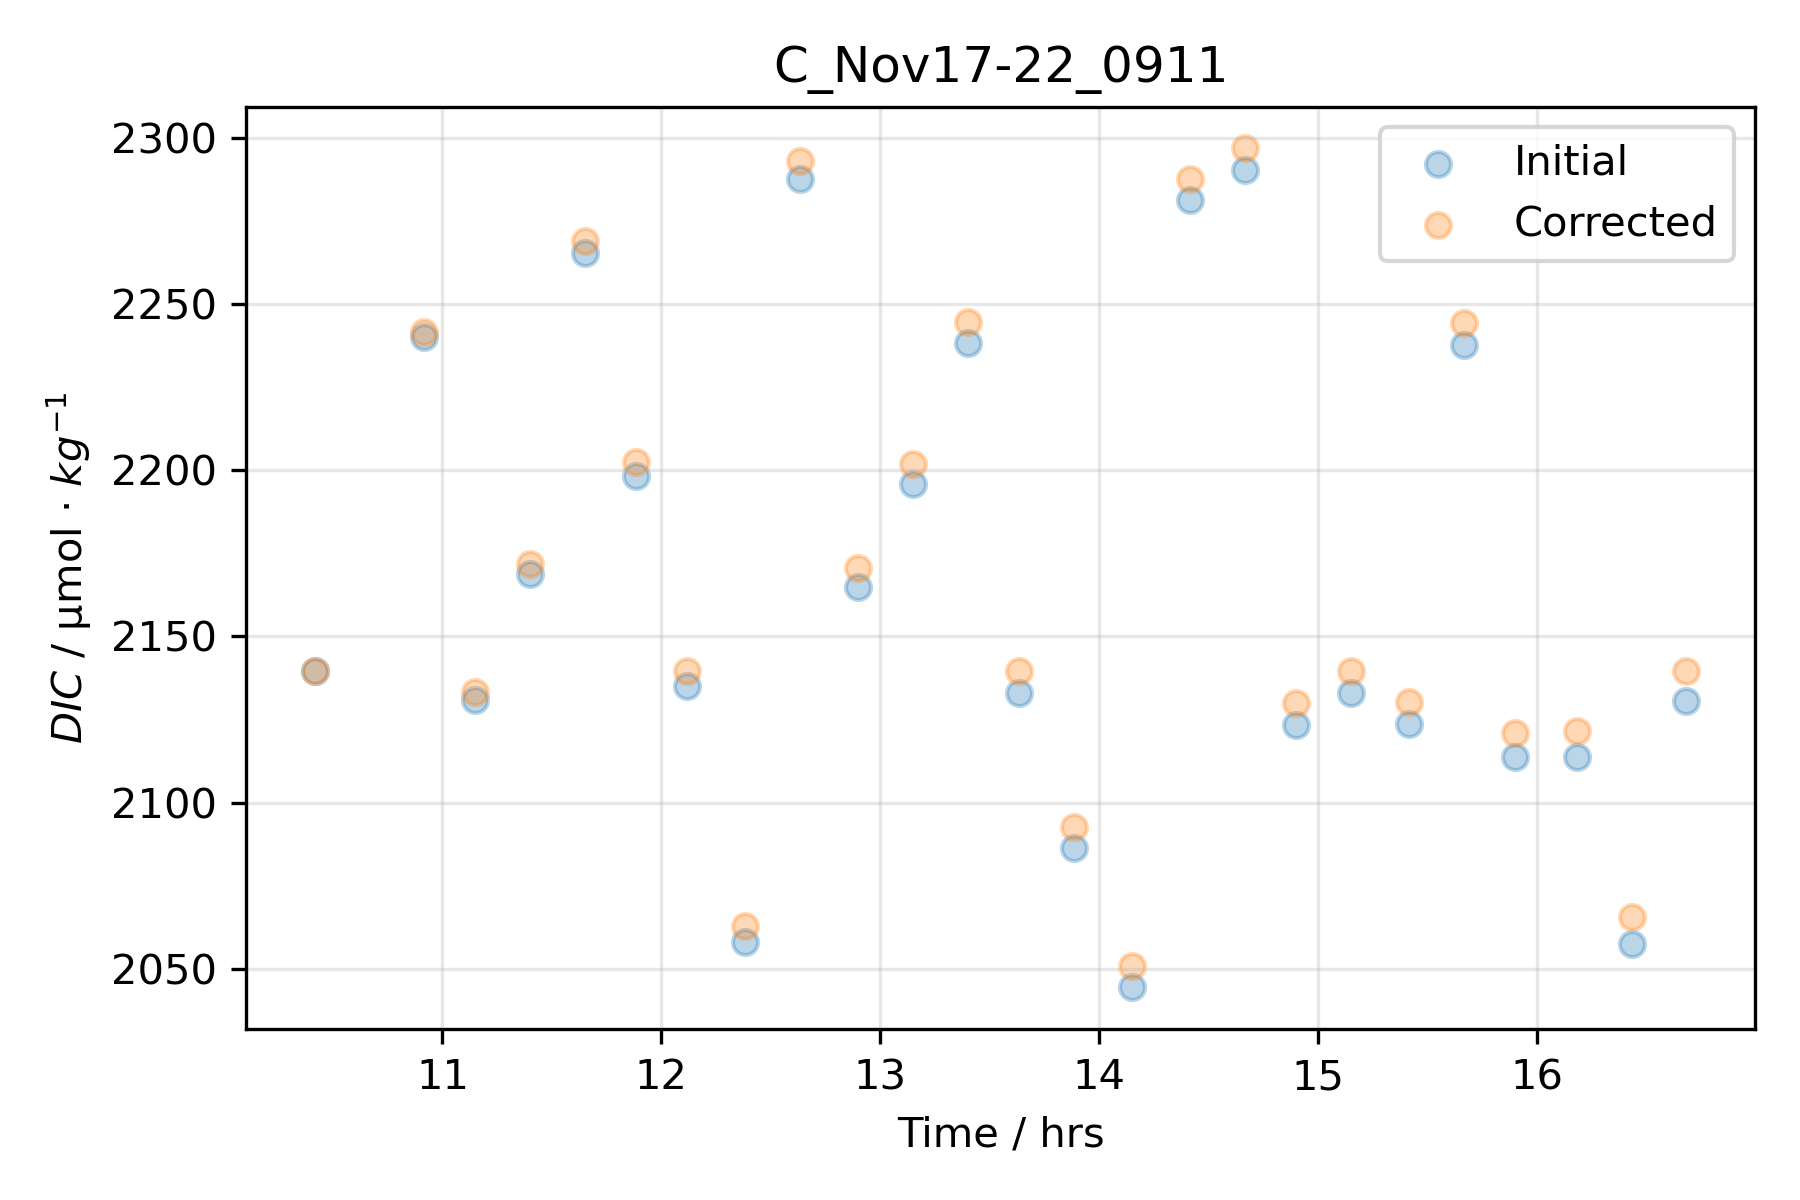 C_Nov17-22_0911
Initial
Corrected
DIC / µmol · kg⁻¹
2300
2250
2200
2150
2100
2050
11 12 13 14 15 16
Time / hrs